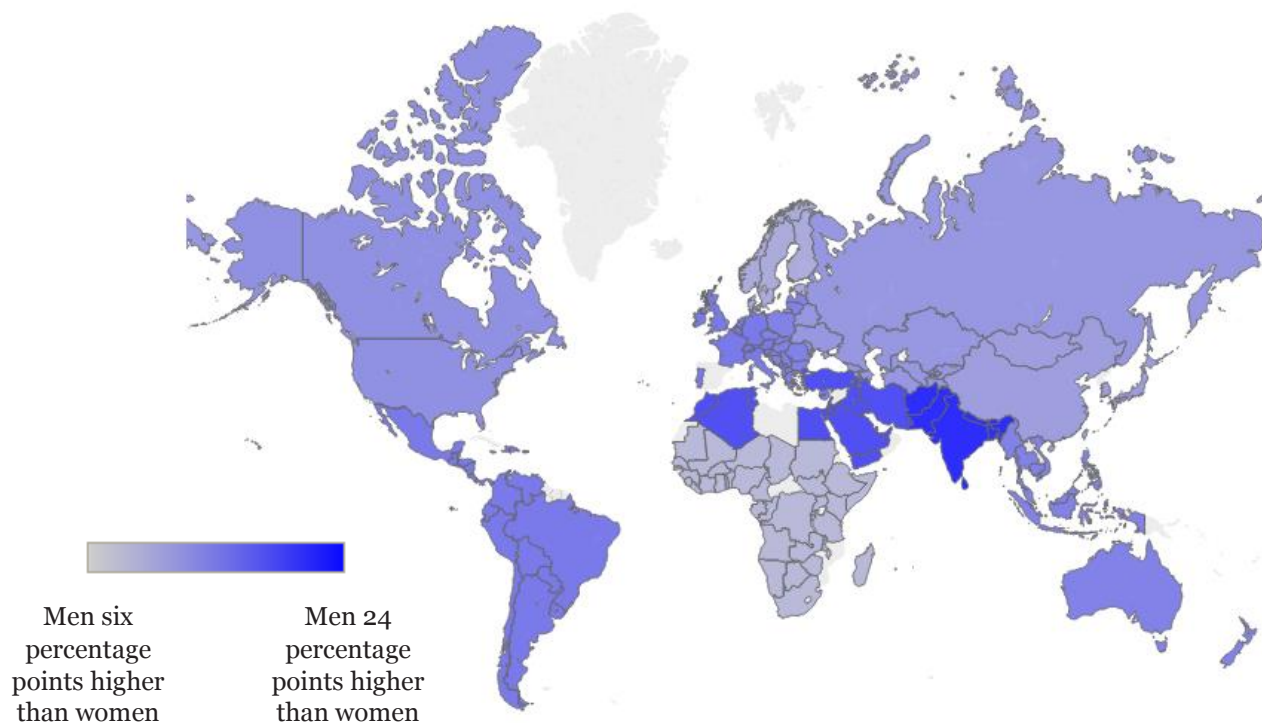 Men six
percentage
points higher
than women
Men 24
percentage
points higher
than women